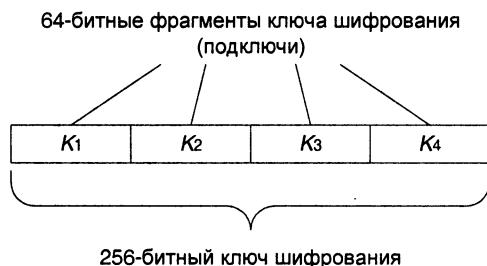 64-битные фрагменты ключа шифрования
(подключи)
K1 K2 K3 K4
256-битный ключ шифрования